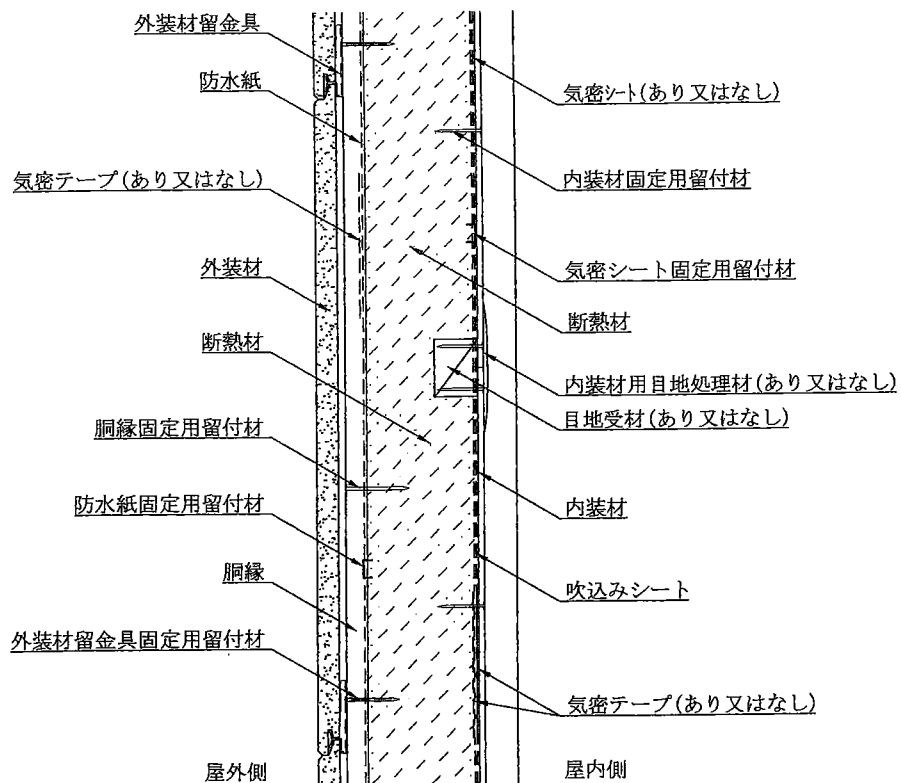 外装材留金具
防水紙
気密テープ(あり又はなし)
外装材
断熱材
胴縁固定用留付材
防水紙固定用留付材
胴縁
外装材留金具固定用留付材
屋外側
気密シート(あり又はなし)
内装材固定用留付材
気密シート固定用留付材
断熱材
内装材用目地処理材(あり又はなし)
目地受材(あり又はなし)
内装材
吹込みシート
気密テープ(あり又はなし)
屋内側